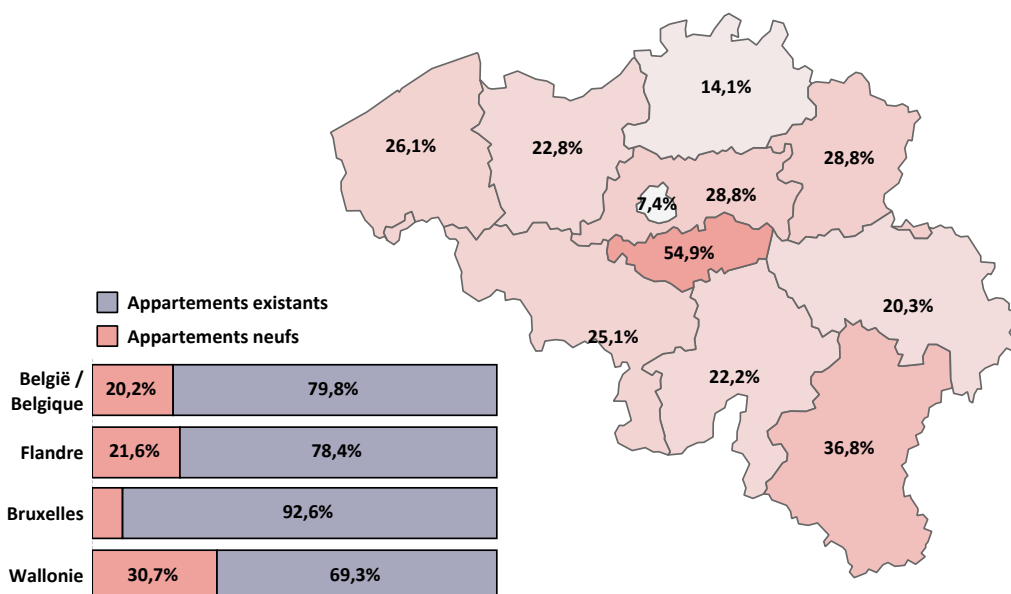 14,1%
26,1%
22,8%
28,8%
7,4%
28,8%
54,9%
20,3%
25,1%
22,2%
36,8%
Appartements existants
Appartements neufs
België /
Belgique
20,2%
79,8%
Flandre
21,6%
78,4%
Bruxelles
92,6%
Wallonie
30,7%
69,3%